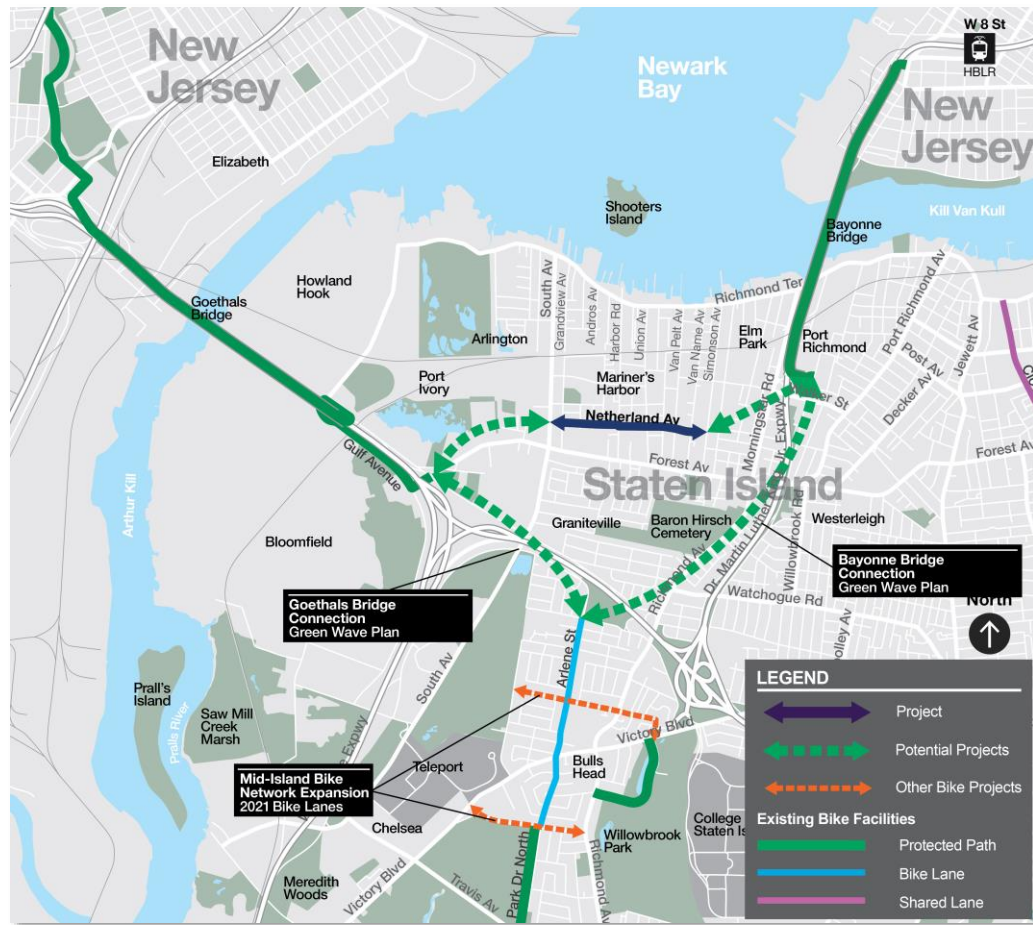 W 8 St
HBLR
New
Jersey
Newark
Bay
New
Jersey
Elizabeth
Shooters
Island
Kill Van Kull
Bayonne
Bridge
Howland
Hook
Goethals
Bridge
Richmond Ter
South Av
Grandview Av
Andros Av
Harbor Rd
Union Av
Van Pelt Av
Van Name Av
Simonson Av
Elm
Park
Port
Richmond
Port Richmond Av
Post Av
Jewett Av
Decker Av
Arlington
Port
Ivory
Mariner's
Harbor
Netherland Av
Morningstar Rd
Forest Av
Forest Av
Gulf Avenue
Staten Island
Arthur Kill
Bloomfield
Graniteville
Baron Hirsch
Cemetery
Westerleigh
Dr. Martin Luther
Jr. Expwy
Willowbrook Rd
Richmond Av
Watchogue Rd
Bayonne Bridge
Connection
Green Wave Plan
Goethals Bridge
Connection
Green Wave Plan
North
Arlene St
South Av
Prall's
Island
Pralls River
Saw Mill
Creek
Marsh
Expwy
Victory Blvd
Bulls
Head
Teleport
Mid-Island Bike
Network Expansion
2021 Bike Lanes
Chelsea
Willowbrook
Park
College
Meredith
Woods
Victory Blvd
Travis Av
Park Dr North
Richmond Av
LEGEND
Project
Potential Projects
Other Bike Projects
Existing Bike Facilities
Protected Path
Bike Lane
Shared Lane